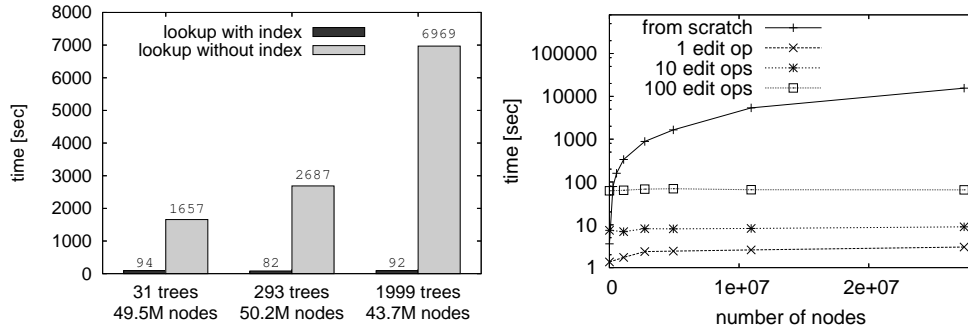 lookup with index
lookup without index
8000
7000
6000
5000
4000
3000
2000
1000
0
time [sec]
94
1657
82
2687
92
6969
31 trees
49.5M nodes
293 trees
50.2M nodes
1999 trees
43.7M nodes
from scratch
1 edit op
10 edit ops
100 edit ops
100000
10000
1000
100
10
1
time [sec]
0
1e+07
2e+07
number of nodes